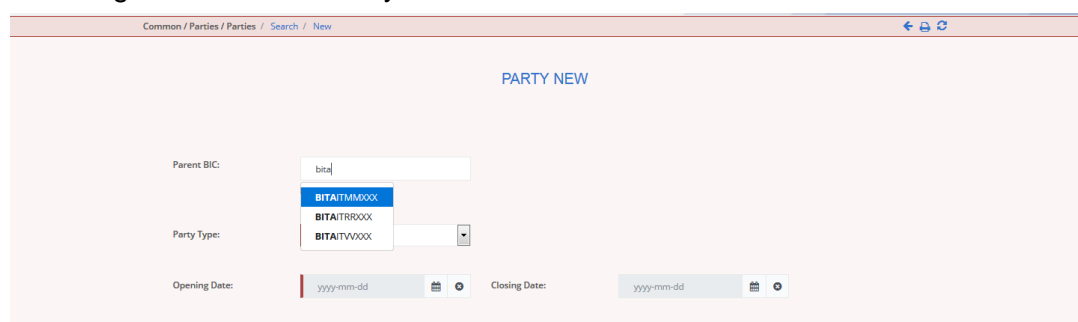 Common / Parties / Parties / Search / New
PARTY NEW
Parent BIC:
bita
BITAITMMXXX
BITAITRRXXX
Party Type:
BITAITVVXXX
Opening Date:
yyyy-mm-dd
Closing Date:
yyyy-mm-dd